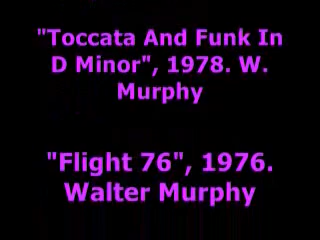 "Toccata And Funk In
D Minor", 1978. W.
Murphy
"Flight 76", 1976.
Walter Murphy